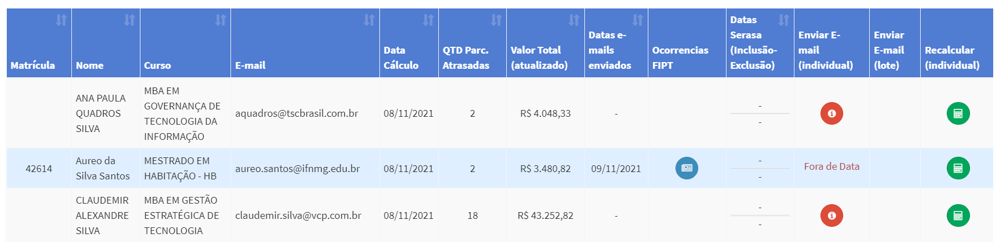 Matrícula
Nome
Curso
E-mail
Data
Cálculo
QTD Parc.
Atrasadas
Valor Total
(atualizado)
Datas e-
mails
enviados
Ocorrencias
FIPT
Datas
Serasa
(Inclusão-
Exclusão)
Enviar E-
mail
(individual)
Enviar
E-mail
(lote)
Recalcular
(individual)
ANA PAULA
QUADROS
SILVA
MBA EM
GOVERNANÇA DE
TECNOLOGIA DA
INFORMAÇÃO
aquadros@tscbrasil.com.br
08/11/2021
2
R$ 4.048,33
-
-
-
42614
Aureo da
Silva Santos
MESTRADO EM
HABITAÇÃO - HB
aureo.santos@ifnmg.edu.br
08/11/2021
2
R$ 3.480,82
09/11/2021
-
-
Fora de Data
CLAUDEMIR
ALEXANDRE
SILVA
MBA EM GESTÃO
ESTRATÉGICA DE
TECNOLOGIA
claudemir.silva@vcp.com.br
08/11/2021
18
R$ 43.252,82
-
-
-